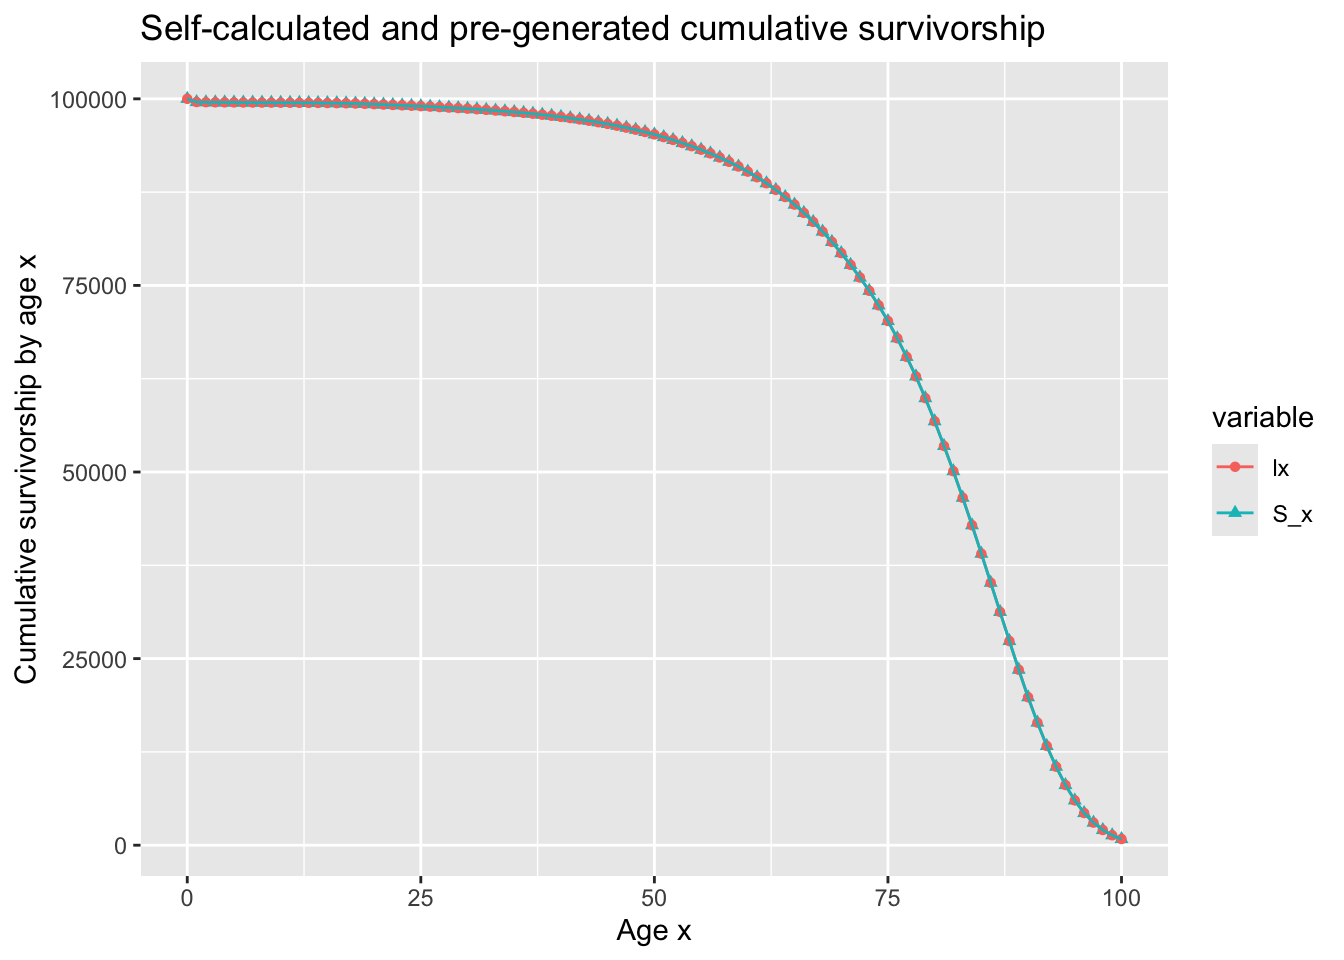 Self-calculated and pre-generated cumulative survivorship
Cumulative survivorship by age x
100000
75000
50000
25000
0
0 25 50 75 100
Age x
variable
lx
S_x